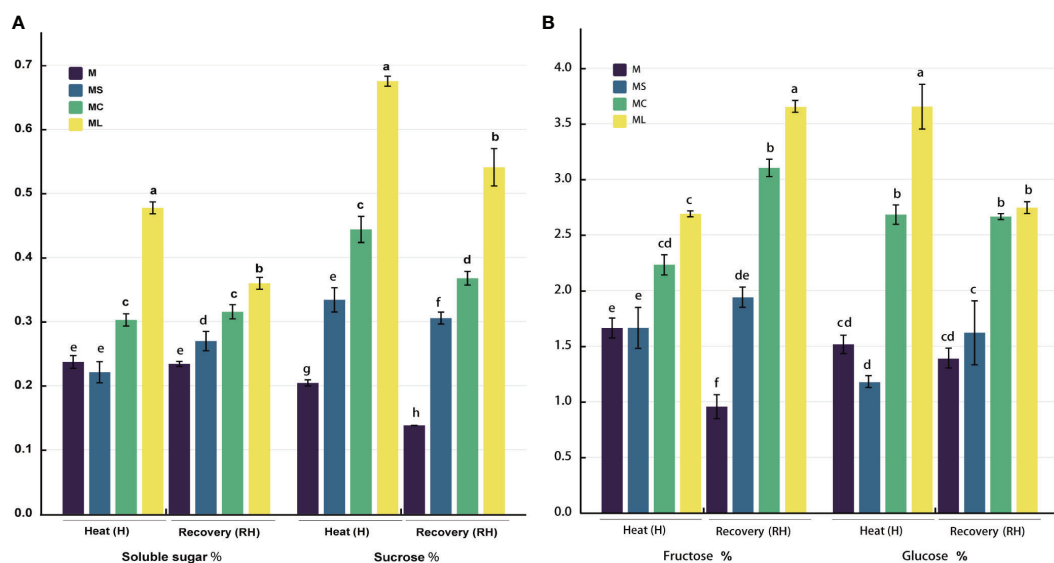 A
M
MS
MC
ML
0.7
0.6
0.5
0.4
0.3
0.2
0.1
0.0
e
e
c
a
e
d
c
b
g
e
c
a
h
f
d
b
Heat (H)
Recovery (RH)
Heat (H)
Recovery (RH)
Soluble sugar %
Sucrose %
B
M
MS
MC
ML
4.0
3.5
3.0
2.5
2.0
1.5
1.0
0.5
0.0
e
e
cd
c
f
de
b
a
cd
d
b
a
cd
c
b
b
Heat (H)
Recovery (RH)
Heat (H)
Recovery (RH)
Fructose %
Glucose %